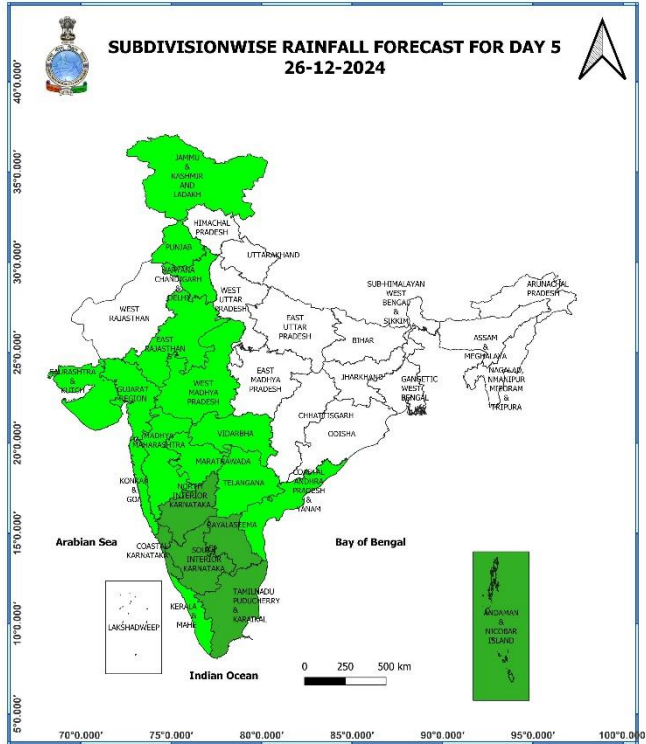 SUBDIVISIONWISE RAINFALL FORECAST FOR DAY 5
26-12-2024
40°0.000'
35°0.000'
30°0.000'
25°0.000'
20°0.000'
15°0.000'
10°0.000'
5°0.000'
JAMMU
&
KASHMIR
AND
LADAKH
HIMACHAL
PRADESH
PUNJAB
UTTARAKHAND
HARYANA
CHANDIGARH
&
DELHI
WEST
UTTAR
PRADESH
WEST
RAJASTHAN
EAST
RAJASTHAN
EAST
UTTAR
PRADESH
SUB-HIMALAYAN
WEST
BENGAL
&
SIKKIM
ARUNACHAL
PRADESH
BIHAR
ASSAM
&
MEGHALAYA
NAGALAD,
NMANIPUR
MIZORAM
&
TRIPURA
SAURASHTRA
&
KUTCH
GUJARAT
REGION
WEST
MADHYA
PRADESH
EAST
MADHYA
PRADESH
JHARKHAND
GANGETIC
WEST
BENGAL
CHHATISGARH
ODISHA
MADHYA
MAHARASHTRA
VIDARBHA
MARATHAWADA
KONKAN
&
GOA
NORTH
INTERIOR
KARNATAKA
TELANGANA
COASTAL
ANDHRA
PRADESH
&
YANAM
RAYALASEEMA
Arabian Sea
Bay of Bengal
COASTAL
KARNATAKA
SOUTH
INTERIOR
KARNATAKA
TAMILNADU
PUDUCHERRY
&
KARAIKAL
KERALA
&
MAHE
LAKSHADWEEP
ANDAMAN
&
NICOBAR
ISLAND
Indian Ocean
0 250 500 km
70°0.000' 75°0.000' 80°0.000' 85°0.000' 90°0.000' 95°0.000' 100°0.000'